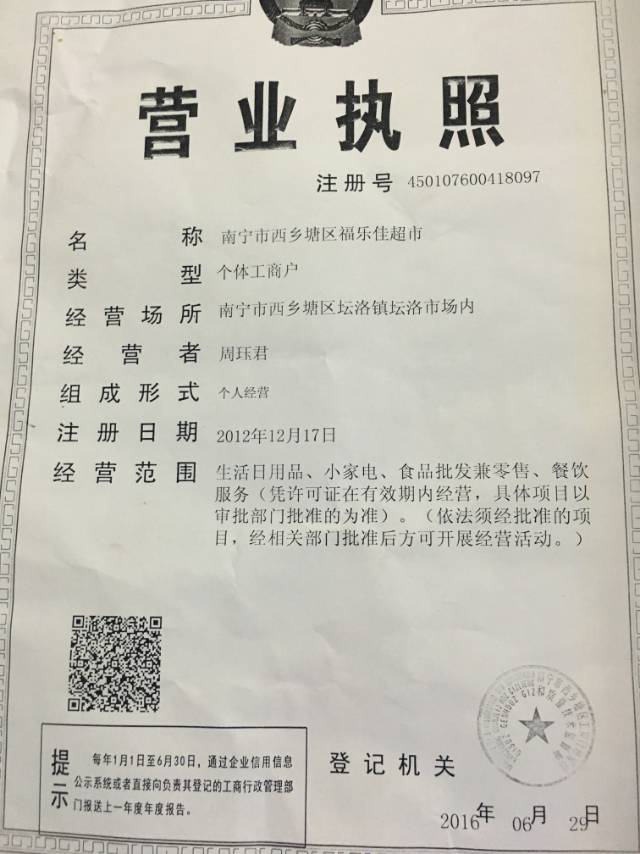 营业执照
注册号 450107600418097
名称 南宁市西乡塘区福乐佳超市
类型 个体工商户
经营场所 南宁市西乡塘区坛洛镇坛洛市场内
经营者 周珏君
组成形式 个人经营
注册日期 2012年12月17日
经营范围 生活日用品、小家电、食品批发兼零售、餐饮
服务（凭许可证在有效期内经营，具体项目以
审批部门批准的为准）。（依法须经批准的项
目，经相关部门批准后方可开展经营活动。）
提示
每年1月1日至6月30日，通过企业信用信息
公示系统或者直接向负责其登记的工商行政管理部
门报送上一年度年度报告。
登记机关
2016年 06月 29日